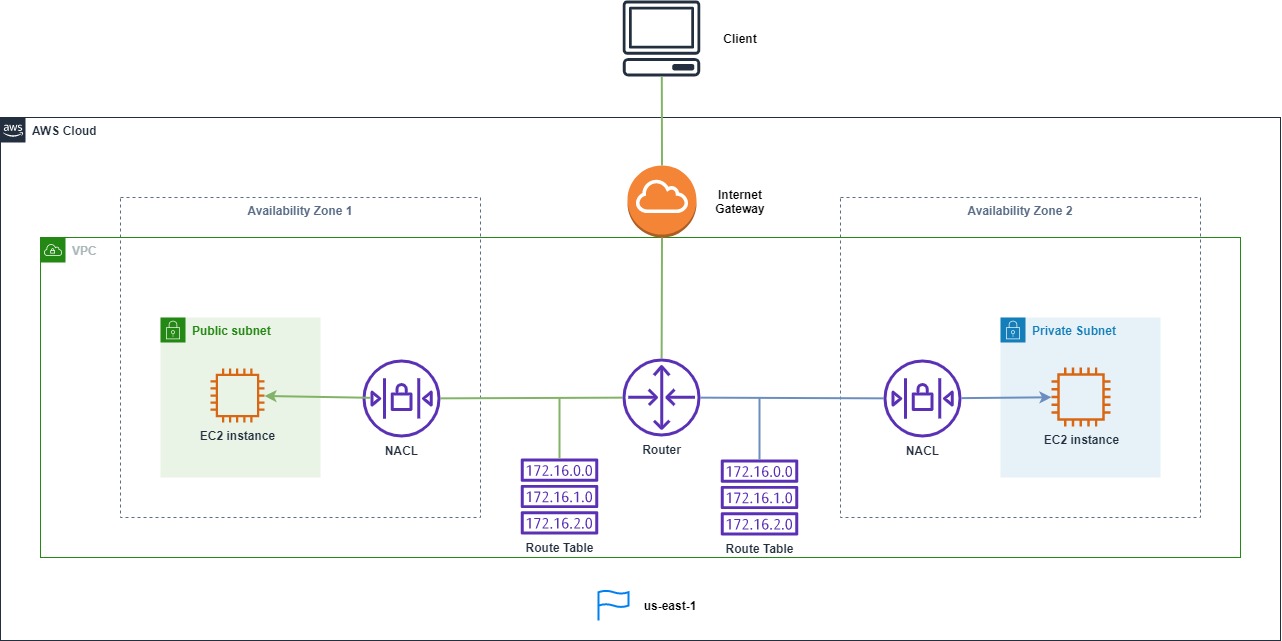 Client
aws
AWS Cloud
Internet
Gateway
Availability Zone 1
Availability Zone 2
VPC
Public subnet
Private Subnet
EC2 instance
NACL
Router
NACL
EC2 instance
172.16.0.0
172.16.1.0
172.16.2.0
Route Table
172.16.0.0
172.16.1.0
172.16.2.0
Route Table
us-east-1